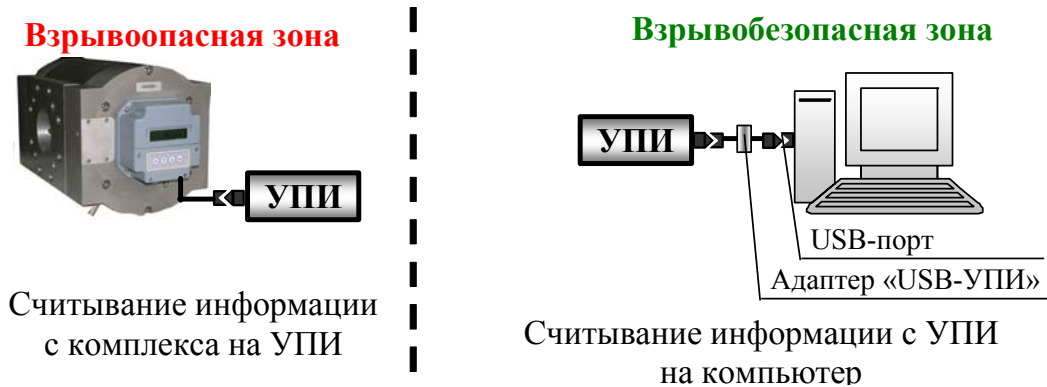 Взрывоопасная зона
УПИ
Считывание информации
с комплекса на УПИ
Взрывобезопасная зона
УПИ
USB-порт
Адаптер «USB-УПИ»
Считывание информации с УПИ
на компьютер